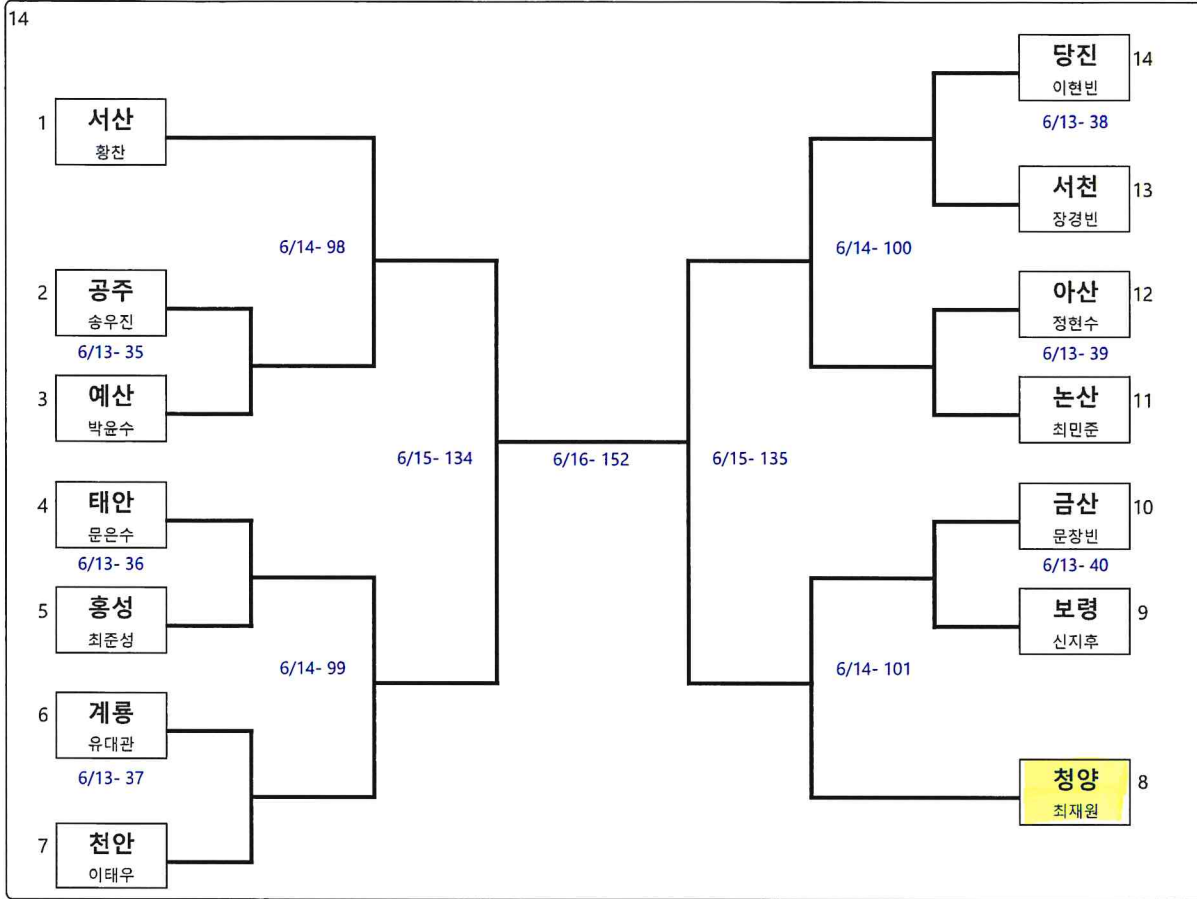 14
1
서산
황찬
2
공주
송우진
6/13- 35
3
예산
박윤수
4
태안
문은수
6/13- 36
5
홍성
최준성
6
계룡
유대관
6/13- 37
7
천안
이태우
6/14- 98
6/14- 99
6/15- 134
6/16- 152
6/15- 135
6/14- 100
6/14- 101
당진
이현빈
14
6/13- 38
서천
장경빈
13
아산
정현수
12
6/13- 39
논산
최민준
11
금산
문창빈
10
6/13- 40
보령
신지후
9
청양
최재원
8